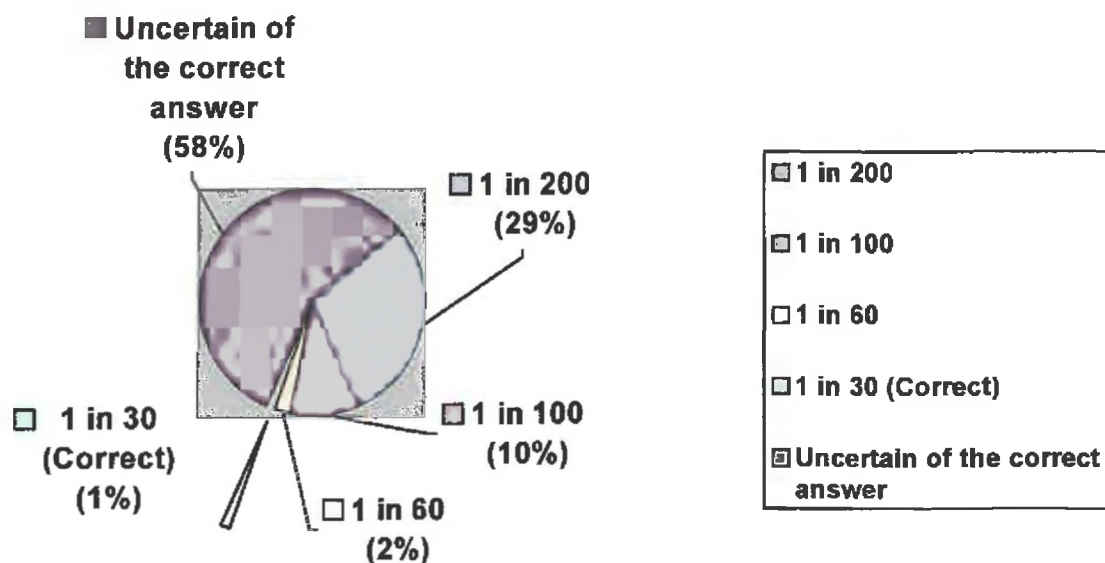 Uncertain of
the correct
answer
(58%)
1 in 200
(29%)
1 in 100
(10%)
1 in 60
(2%)
1 in 30
(Correct)
(1%)
1 in 200
1 in 100
1 in 60
1 in 30 (Correct)
Uncertain of the correct
answer